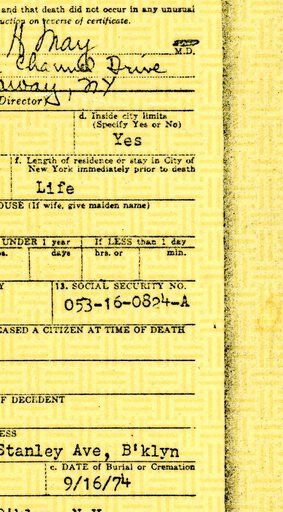 and that death did not occur in any unusual
uction on reverse of certificate.
H May
M.D.
Channel Drive
away, NY
Director)
d. Inside city limits
(Specify Yes or No)
Yes
f. Length of residence or stay in City of
New York immediately prior to death
Life
OUSE (If wife, give maiden name)
UNDER 1 year
If LESS than 1 day
os.
days
hrs. or
min.
Y
13. SOCIAL SECURITY NO.
053-16-0824-A
EASED A CITIZEN AT TIME OF DEATH
F DECEDENT
ESS
Stanley Ave, B'klyn
c. DATE of Burial or Cremation
9/16/74